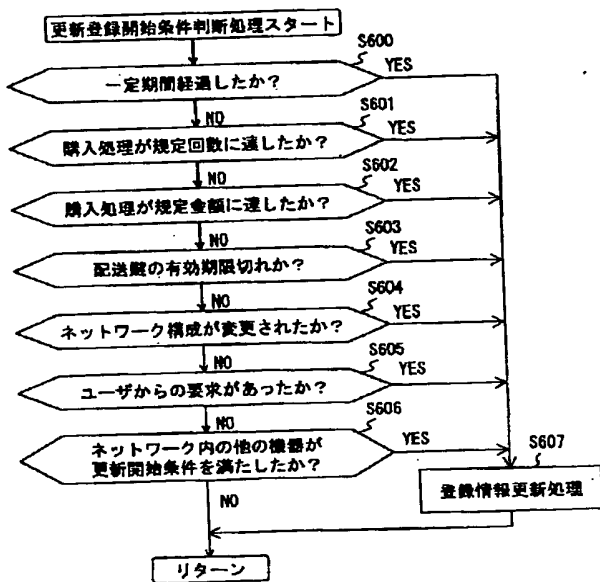 更新登録開始条件判断処理スタート
S600
一定期間経過したか?
YES
NO
S601
購入処理が規定回数に達したか?
YES
NO
S602
購入処理が規定金額に達したか?
YES
NO
S603
配送鍵の有効期限切れか?
YES
NO
S604
ネットワーク構成が変更されたか?
YES
NO
S605
ユーザからの要求があったか?
YES
NO
S606
ネットワーク内の他の機器が
更新開始条件を満たしたか?
YES
NO
S607
登録情報更新処理
リターン